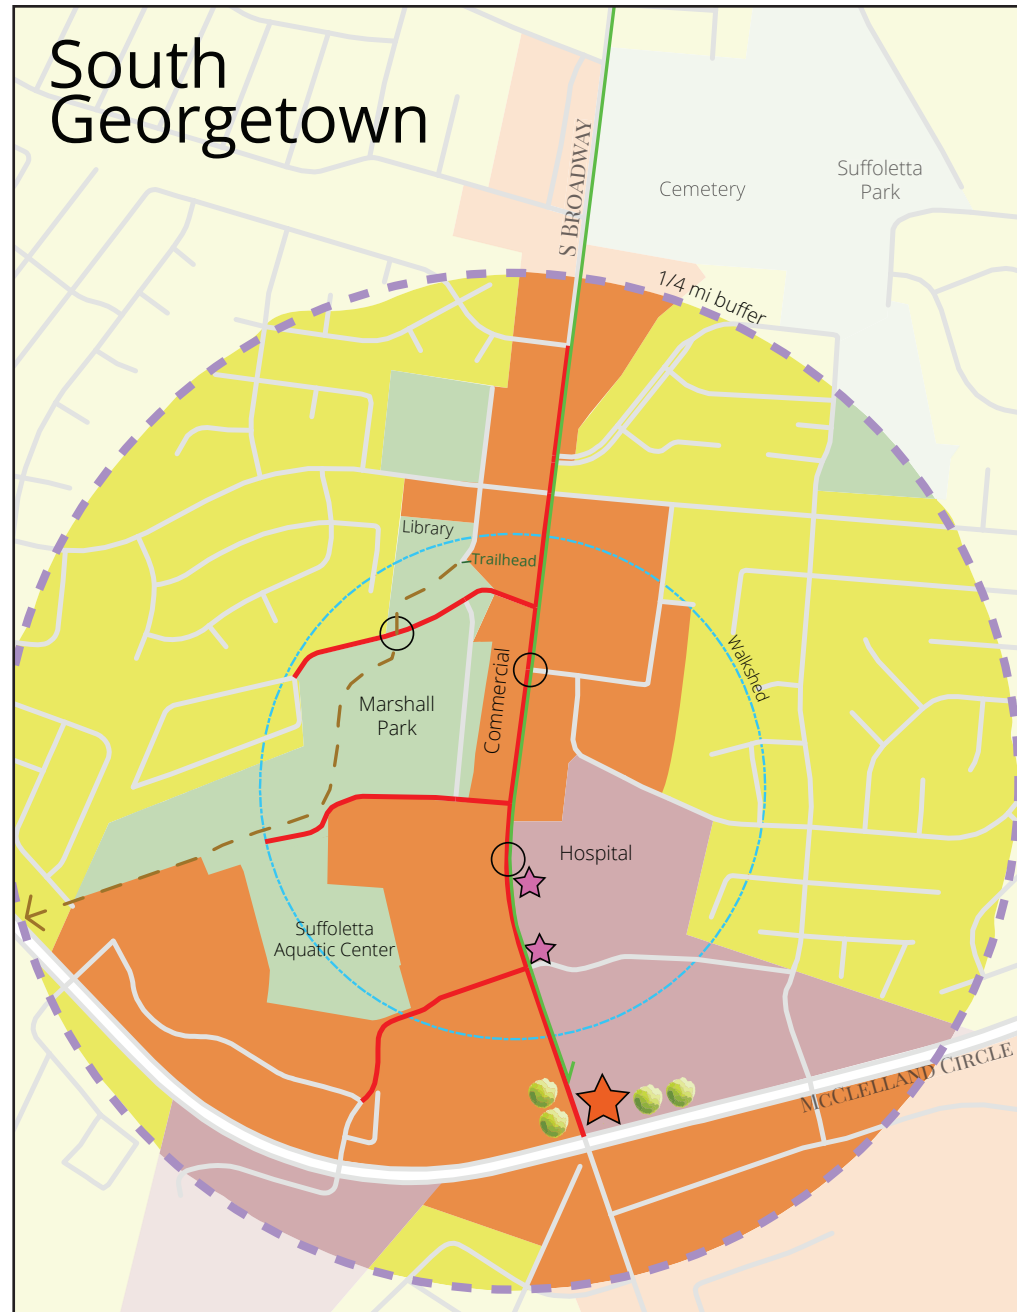 South
Georgetown
S BROADWAY
Cemetery
Suffoletta
Park
1/4 mi buffer
Library
Trailhead
Walkshed
Commercial
Marshall
Park
Hospital
Suffoletta
Aquatic Center
MCCLELLAND CIRCLE